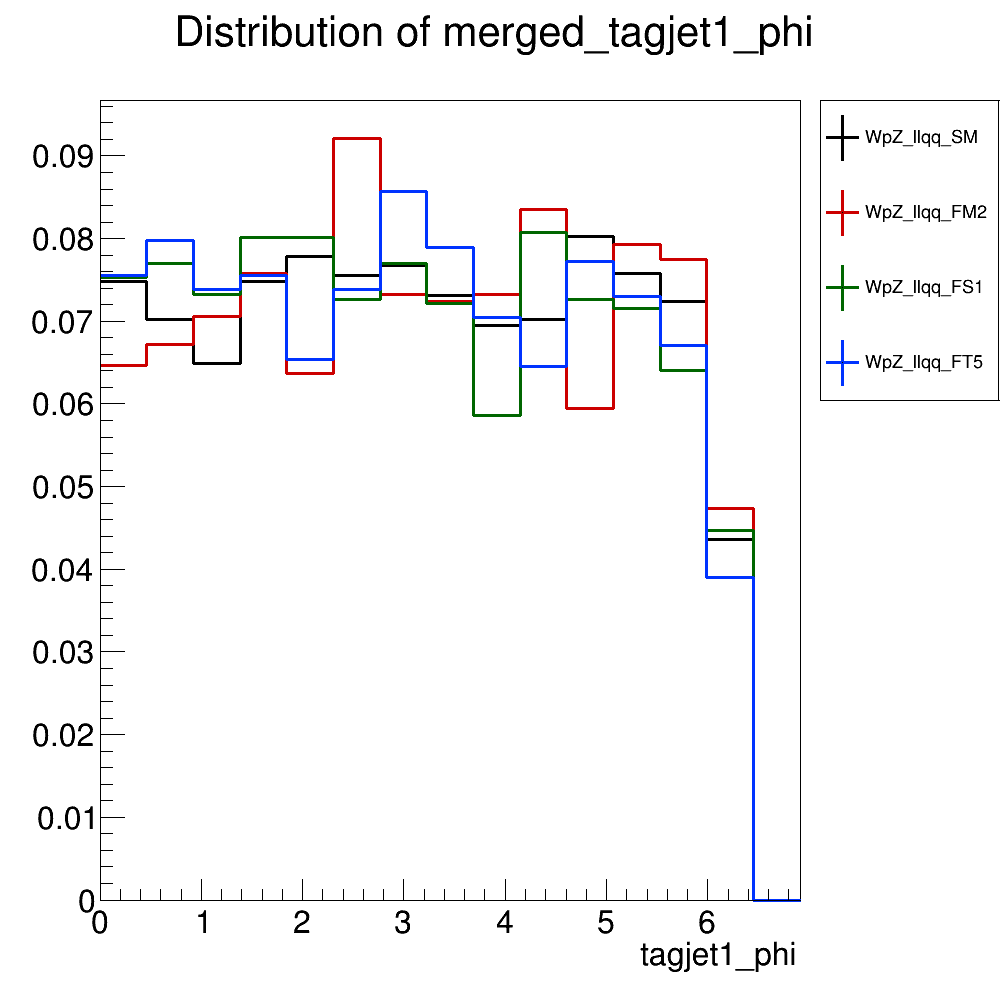 Distribution of merged_tagjet1_phi
0.09
0.08
0.07
0.06
0.05
0.04
0.03
0.02
0.01
0
0 1 2 3 4 5 6
tagjet1_phi
WpZ_llqq_SM
WpZ_llqq_FM2
WpZ_llqq_FS1
WpZ_llqq_FT5